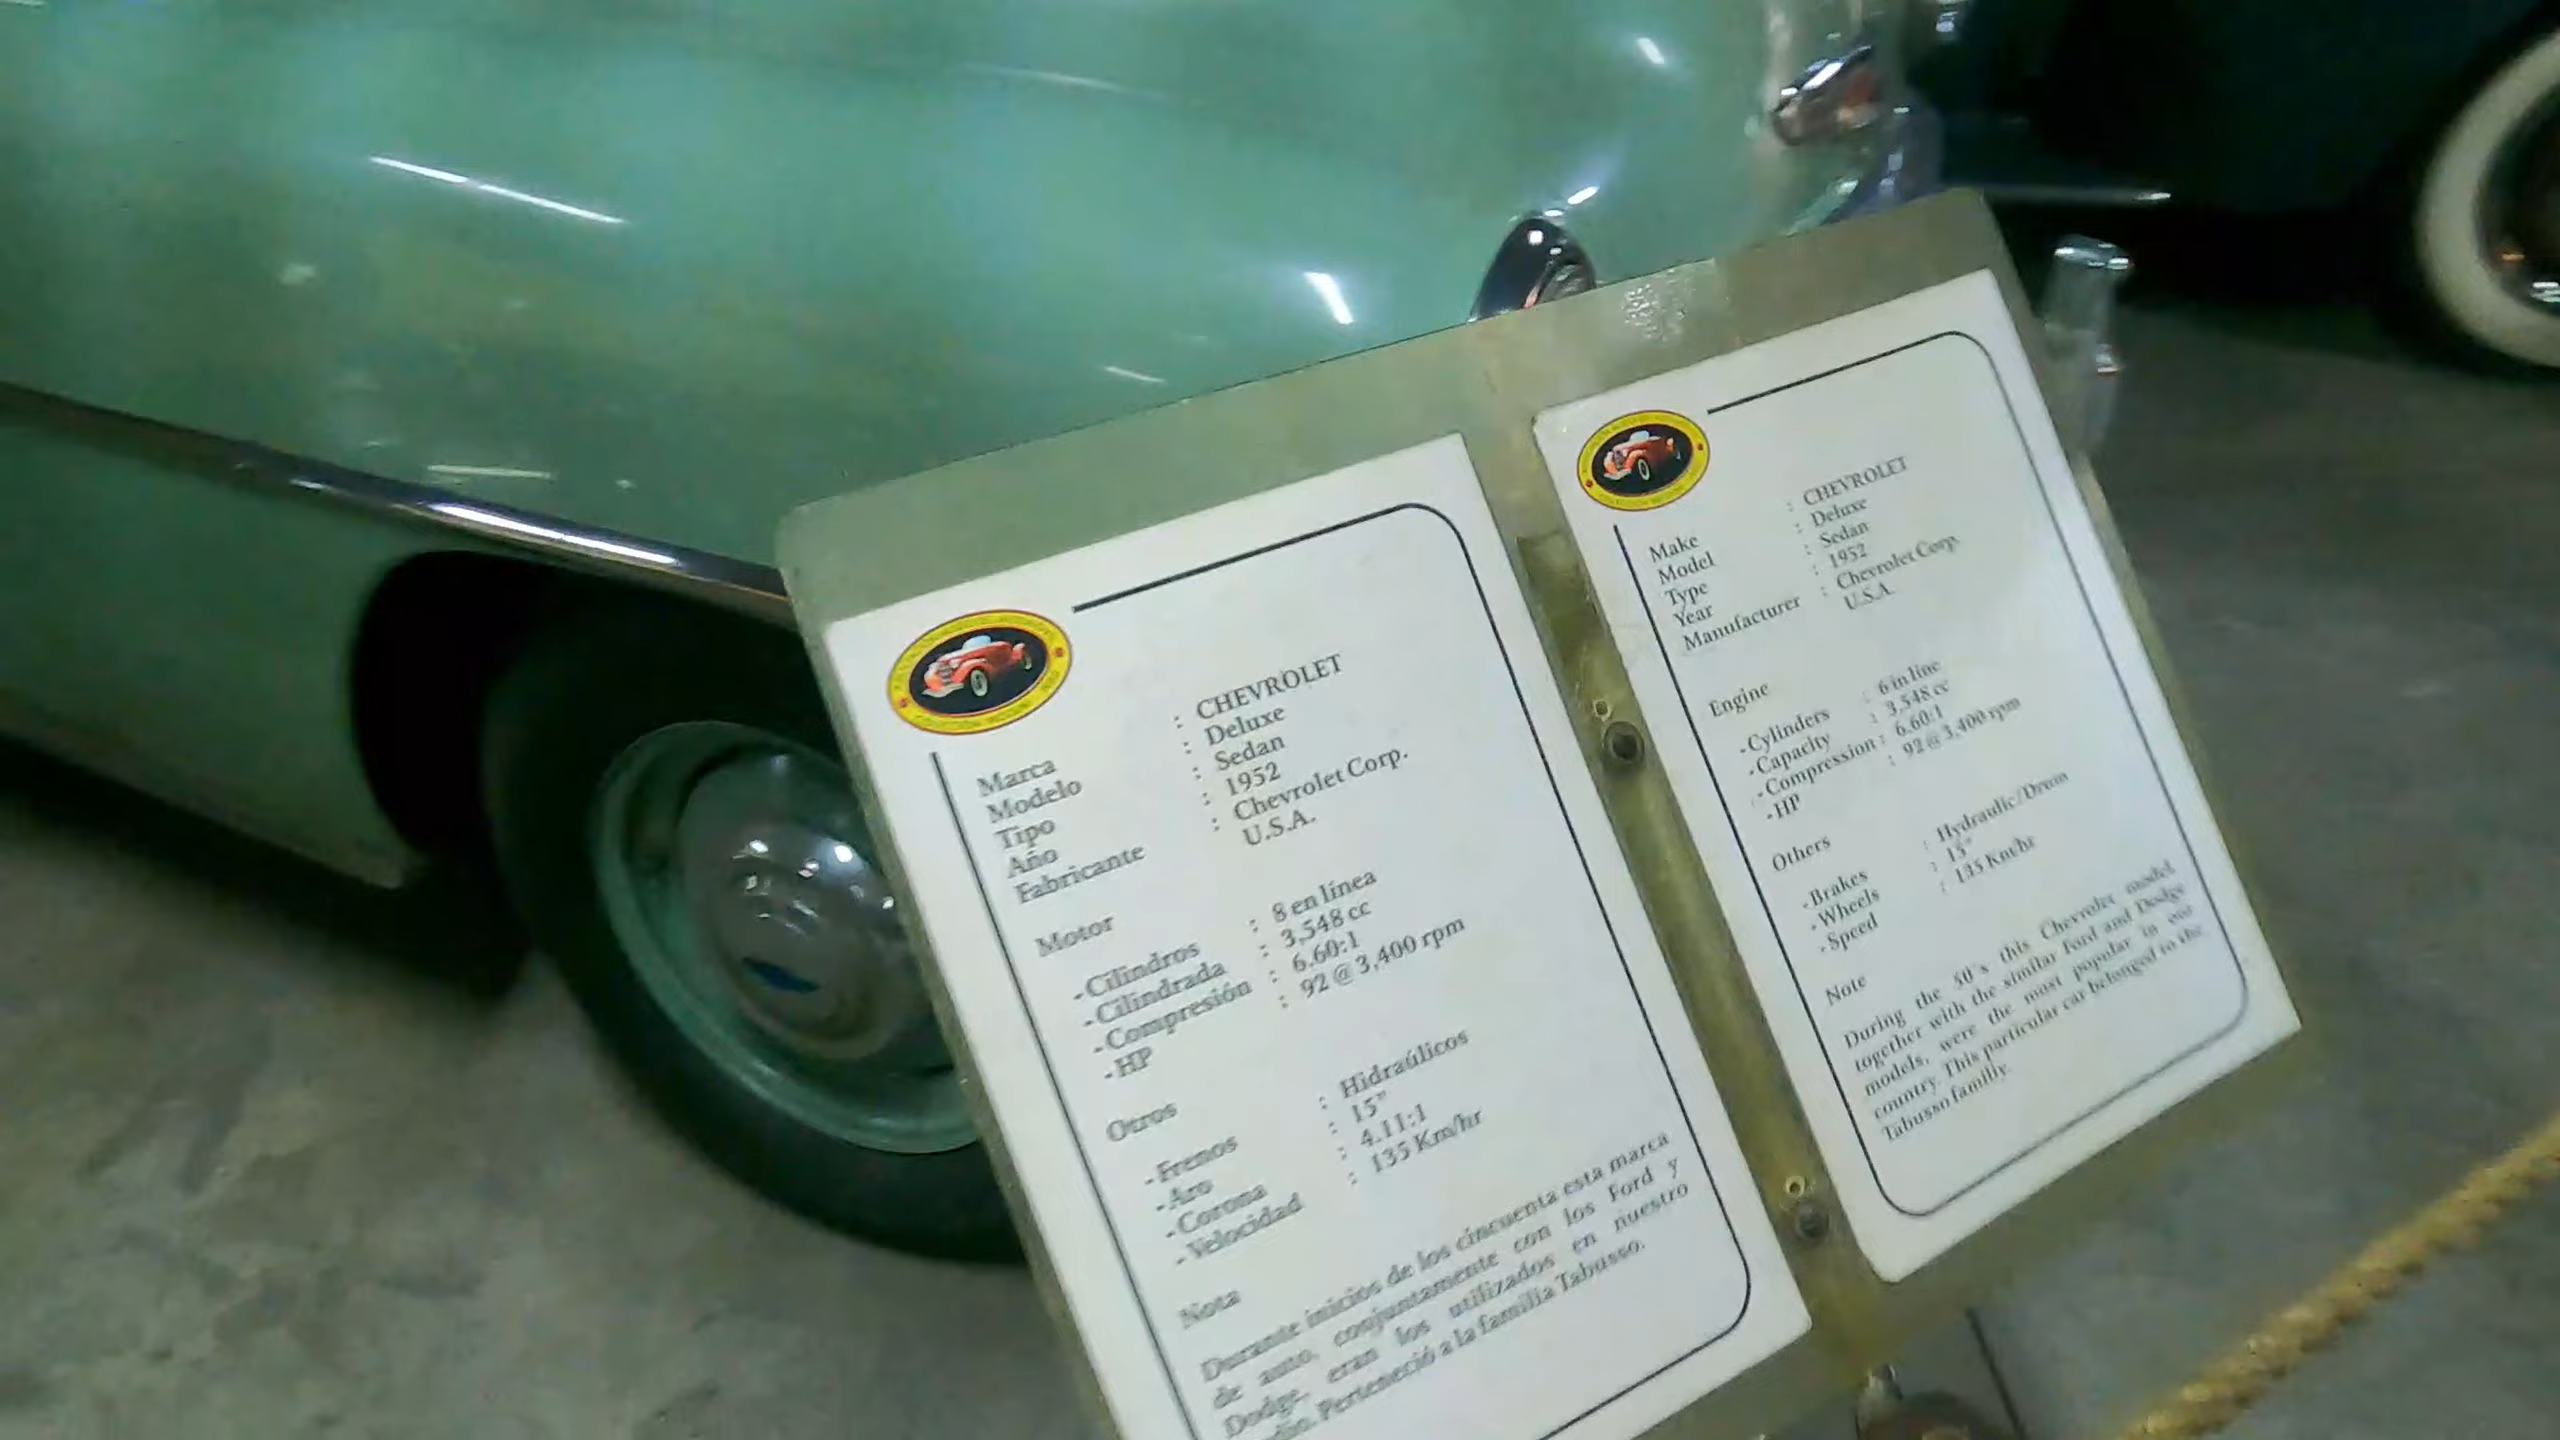 Marca : CHEVROLET
Modelo : Deluxe
Tipo : Sedan
Año : 1952
Fabricante : Chevrolet Corp.
U.S.A.
Motor
-Cilindros : 8 en línea
-Cilindrada : 3,548 cc
-Compresión : 6.60:1
-HP : 92 @ 3,400 rpm
Otros
-Frenos : Hidraúlicos
-Aro : 15”
-Corona : 4.11:1
-Velocidad : 135 Km/hr
Nota
Durante inicios de los cincuenta esta marca
de auto, conjuntamente con los Ford y
Dodge, eran los utilizados en nuestro
Perteneció a la familia Tabusso.
Make : CHEVROLET
Model : Deluxe
Type : Sedan
Year : 1952
Manufacturer : Chevrolet Corp.
U.S.A.
Engine
-Cylinders : 6 in line
-Capacity : 3,548 cc
-Compression : 6.60:1
-HP : 92 @ 3,400 rpm
Others
-Brakes : Hydraulic/Drum
-Wheels : 15”
-Speed : 135 Km/hr
Note
During the 50´s this Chevrolet model,
together with the similar Ford and Dodge
models, were the most popular in our
country. This particular car belonged to the
Tabusso familiy.